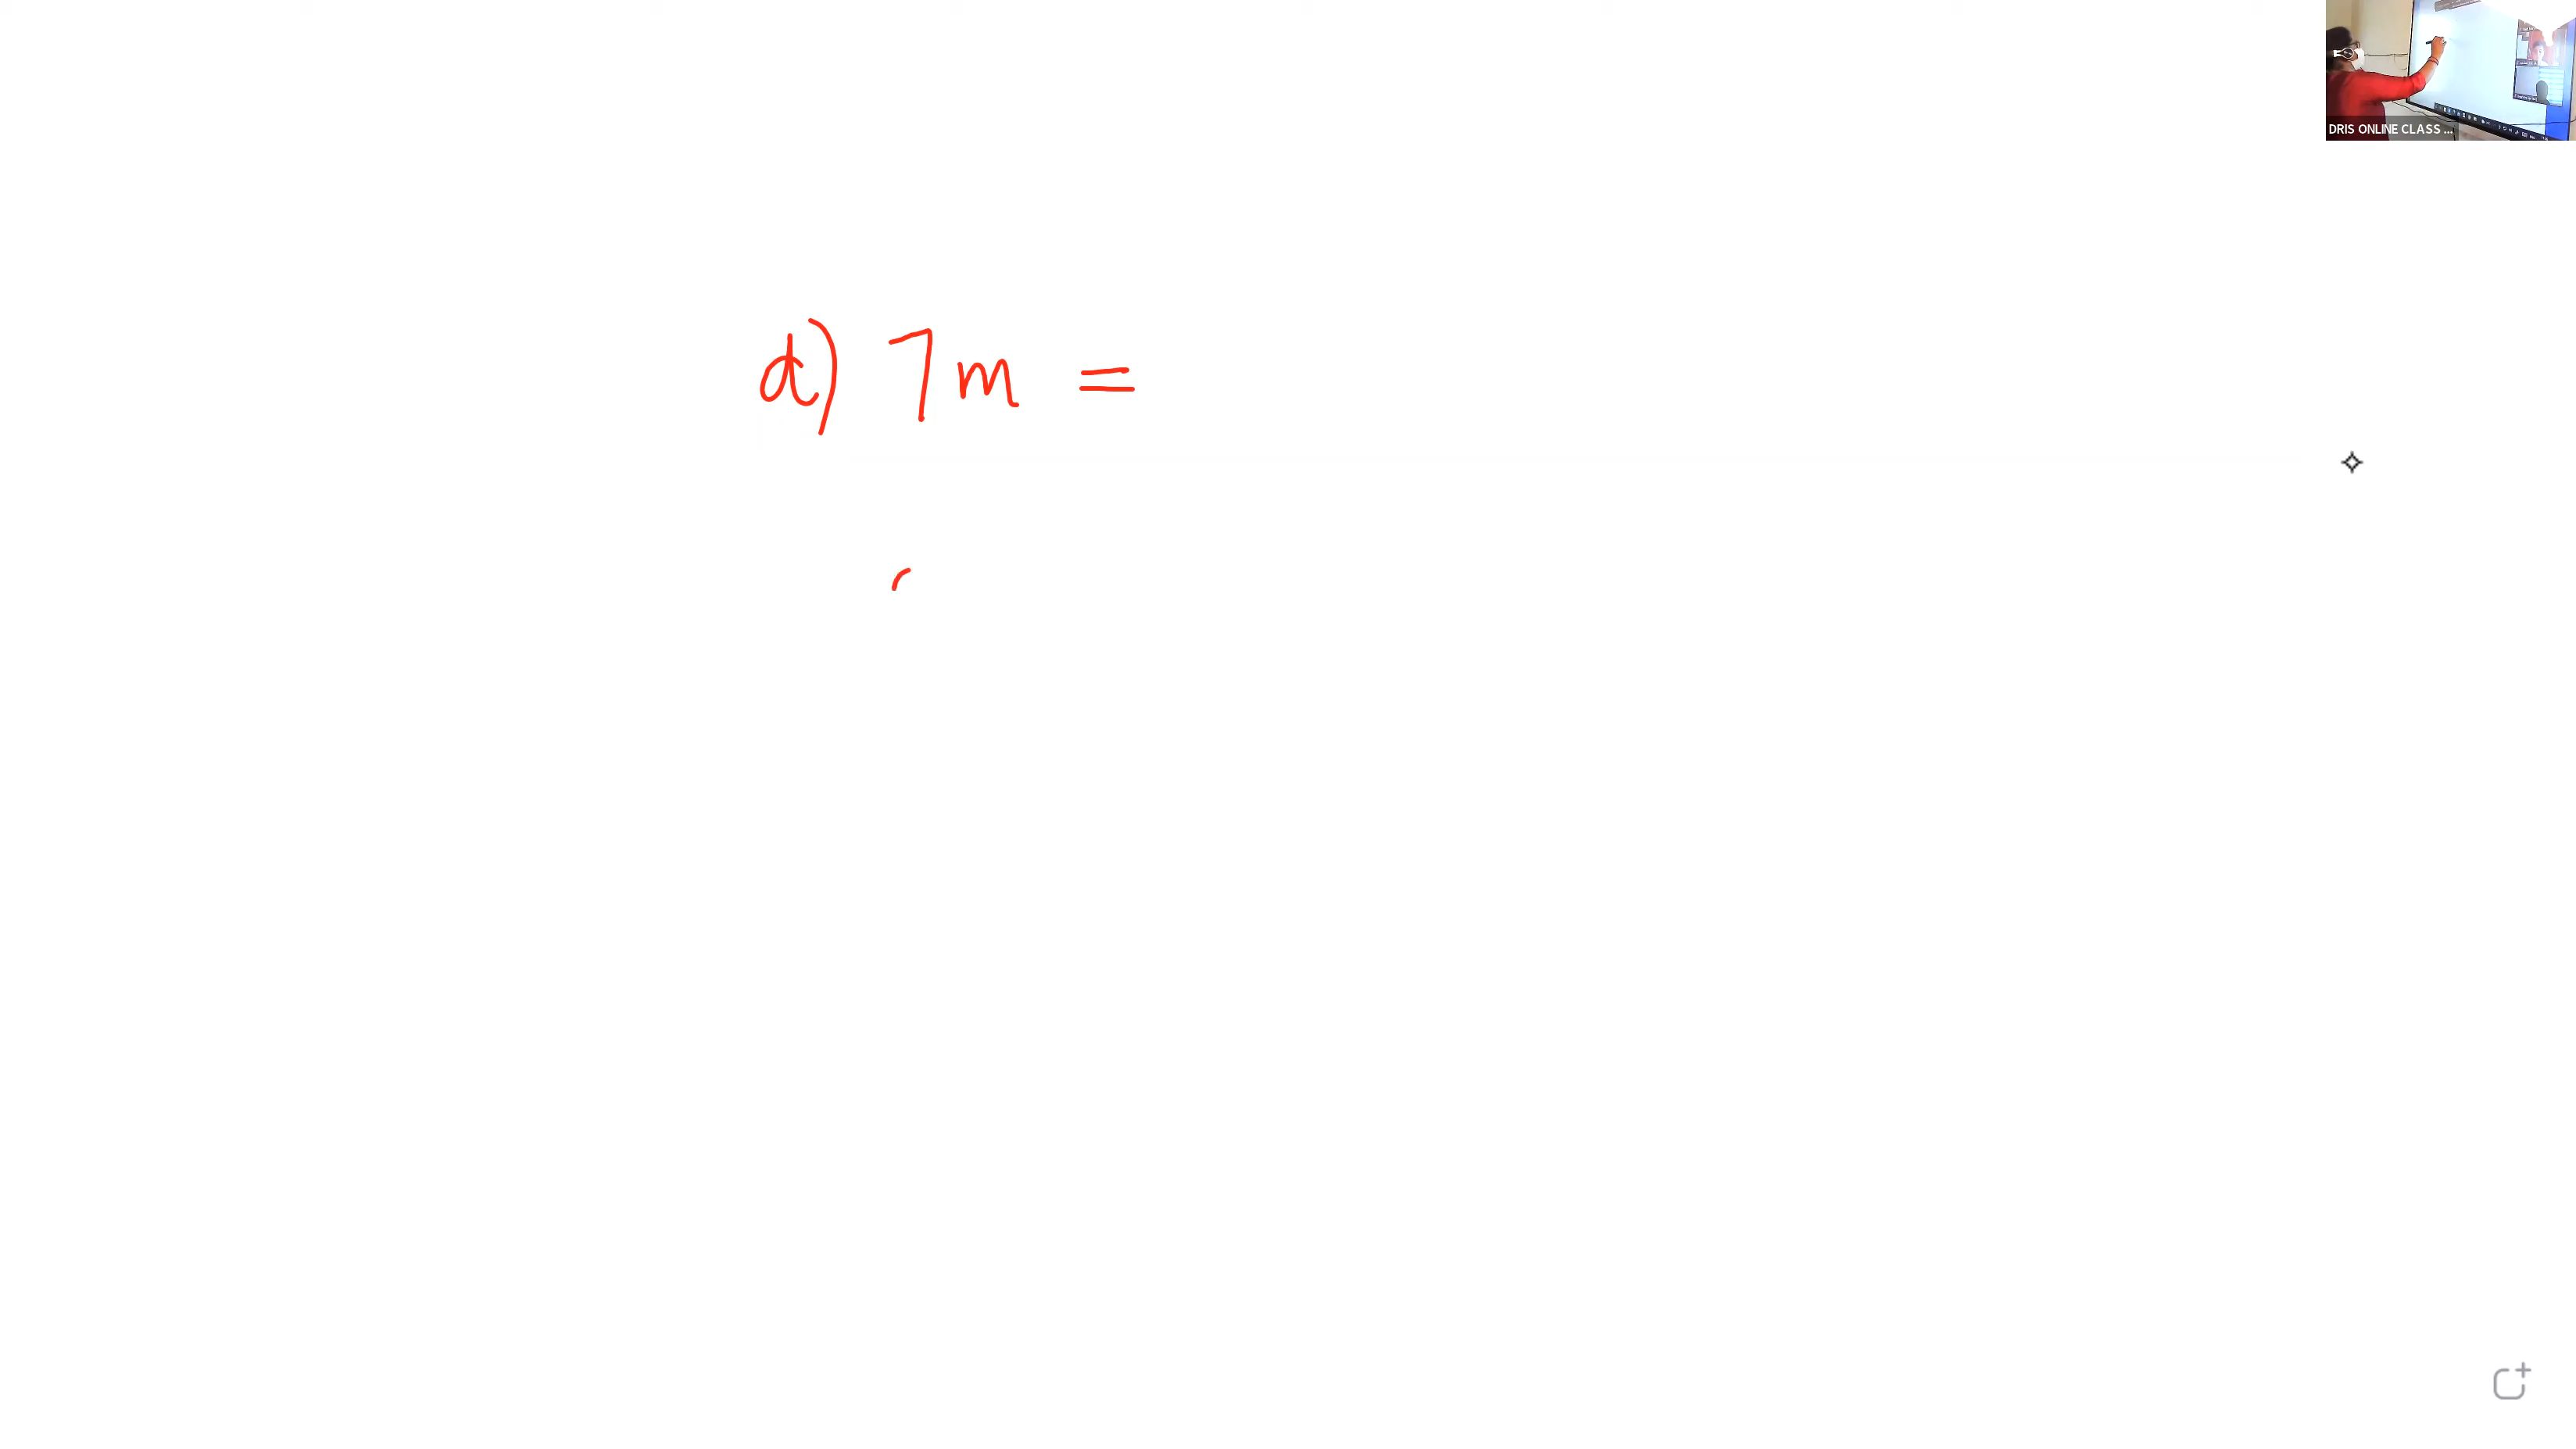 DRIS ONLINE CLASS ...
d) 7m =